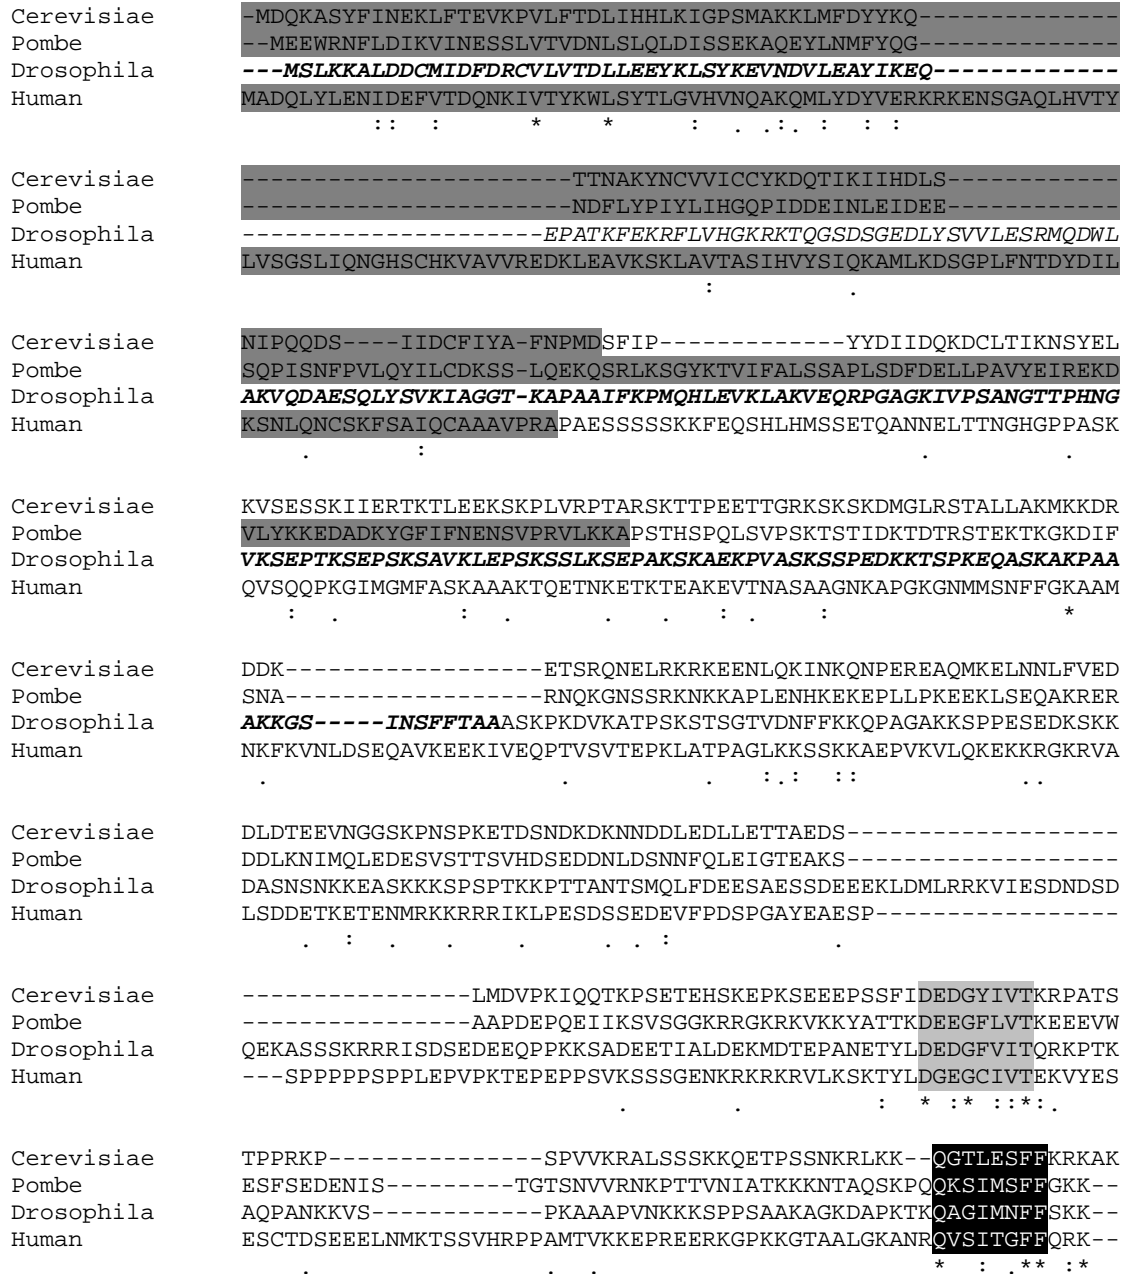 Cerevisiae -MDQKASYFINEKLFTEVKPVLFTDLIHHLKIGPSMAKKLMFDYYKQ--------------
Pombe --MEEWRNFLDIKVINESSLVTVDNLSLQLDISSEKAQEYLNMFYQG--------------
Drosophila ---MSLKKALDDCMIDFDRCVLVTDLLEEYKLSYKEVNDVLEAYIKEQ-------------
Human MADQLYLENIDEFVTDQNKIVTYKWLSYTLGVHVNQAKQMLYDYVERKRKENSGAQLHVTY
:: : * * : . .:. : : :
Cerevisiae -----------------------TTNAKYNCVVICCYKDQTIKIIHDLS------------
Pombe -----------------------NDFLYPIYLIHGQPIDDEINLEIDEE------------
Drosophila ---------------------EPATKFEKRFLVHGKRKTQGSDSGEDLYSVVLESRMQDWL
Human LVSGSLIQNGHSCHKVAVVREDKLEAVKSKLAVTASIHVYSIQKAMLKDSGPLFNTDYDIL
: .
Cerevisiae NIPQQDS----IIDCFIYA-FNPMDSFIP-------------YYDIIDQKDCLTIKNSYEL
Pombe SQPISNFPVLQYILCDKSS-LQEKQSRLKSGYKTVIFALSSAPLSDFDELLPAVYEIREKD
Drosophila AKVQDAESQLYSVKIAGGT-KAPAAIFKPMQHLEVKLAKVEQRPGAGKIVPSANGTTPHNG
Human KSNLQNCSKFSAIQCAAAVPRAPAESSSSSKKFEQSHLHMSSETQANNELTTNGHGPPASK
. : . .
Cerevisiae KVSESSKIIERTKTLEEKSKPLVRPTARSKTTPEETTGRKSKSKDMGLRSTALLAKMKKDR
Pombe VLYKKEDADKYGFIFNENSVPRVLKKAPSTHSPQLSVPSKTSTIDKTDTRSTEKTKGKDIF
Drosophila VKSEPTKSEPSKSAVKLEPSKSSLKSEPAKSKAEKPVASKSSPEDKKTSPKEQASKAKPAA
Human QVSQQPKGIMGMFASKAAAKTQETNKETKTEAKEVTNASAAGNKAPGKGNMMSNFFGKAAM
: . : . . . : . : *
Cerevisiae DDK------------------ETSRQNELRKRKEENLQKINKQNPEREAQMKELNNLFVED
Pombe SNA------------------RNQKGNSSRKNKKAPLENHKEKEPLLPKEEKLSEQAKRER
Drosophila AKKGS-----INSFFTAAASKPKDVKATPSKSTSGTVDNFFKKQPAGAKKSPPESEDKSKK
Human NKFKVNLDSEQAVKEEKIVEQPTVSVTEPKLATPAGLKKSSKKAEPVKVLQKEKKRGKRVA
. . . :.: :: ..
Cerevisiae DLDTEEVNGGSKPNSPKETDSNDKDKNNDDLEDLLETTAEDS-------------------
Pombe DDLKNIMQLEDESVSTTSVHDSEDDNLDSNNFQLEIGTEAKS-------------------
Drosophila DASNSNKKEASKKKSPSPTKKPTTANTSMQLFDEESAESSDEEEKLDMLRRKVIESDNDSD
Human LSDDETKETENMRKKRRRIKLPESDSSEDEVFPDSPGAYEAESP-----------------
. : . . . . . : .
Cerevisiae ----------------LMDVPKIQQTKPSETEHSKEPKSEEEPSSFIDEDGYIVTKRPATS
Pombe ----------------AAPDEPQEIIKSVSGGKRRGKRKVKKYATTKDEEGFLVTKEEEVW
Drosophila QEKASSSKRRRISDSEDEEQPPKKSADEETIALDEKMDTEPANETYLDEDGFVITQRKPTK
Human ---SPPPPPSPPLEPVPKTEPEPPSVKSSSGENKRKRKRVLKSKTYLDGEGCIVTEKVYES
. . : * :* ::*:.
Cerevisiae TPPRKP---------------SPVVKRALSSSKKQETPSSNKRLKK--QGTLESFFKRKAK
Pombe ESFSEDENIS---------TGTSNVVRNKPTTVNIATKKKNTAQSKPQQKSIMSFFGKK--
Drosophila AQPANKKVS------------PKAAAPVNKKKSPPSAAKAGKDAPKTKQAGIMNFFSKK--
Human ESCTDSEEELNMKTSSVHRPPAMTVKKEPREERKGPKKGTAALGKANRQVSITGFFQRK--
. . . * : .** :*